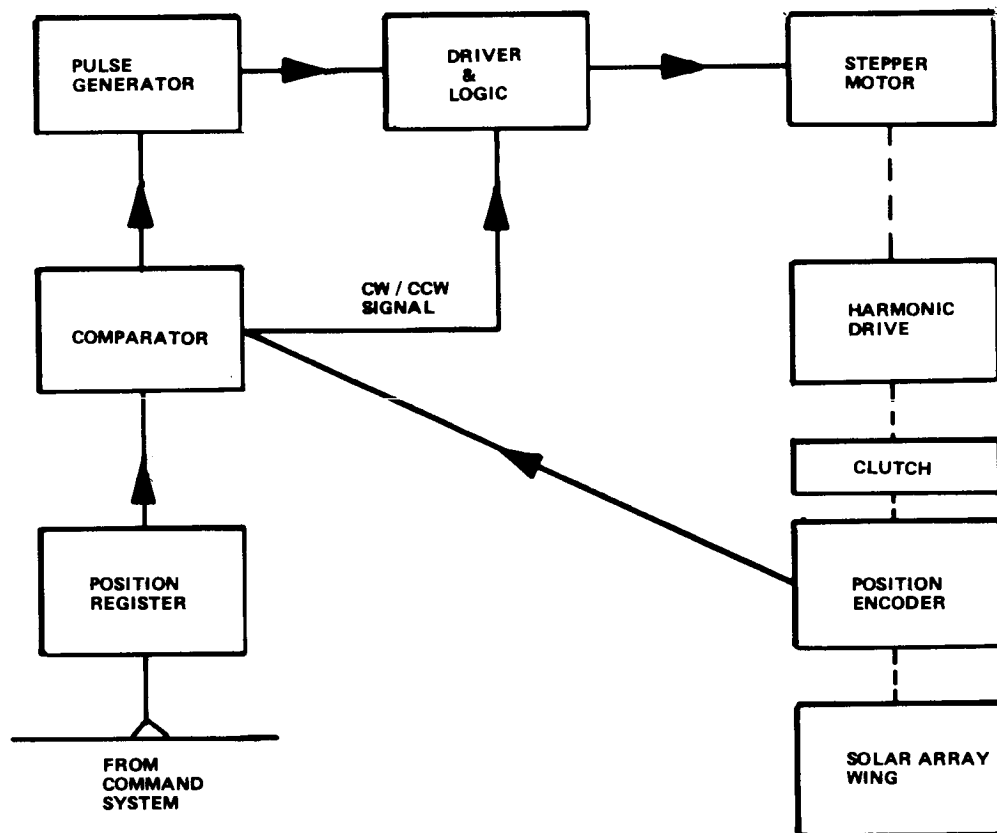 PULSE
GENERATOR
DRIVER
&
LOGIC
STEPPER
MOTOR
COMPARATOR
CW / CCW
SIGNAL
HARMONIC
DRIVE
CLUTCH
POSITION
REGISTER
POSITION
ENCODER
FROM
COMMAND
SYSTEM
SOLAR ARRAY
WING